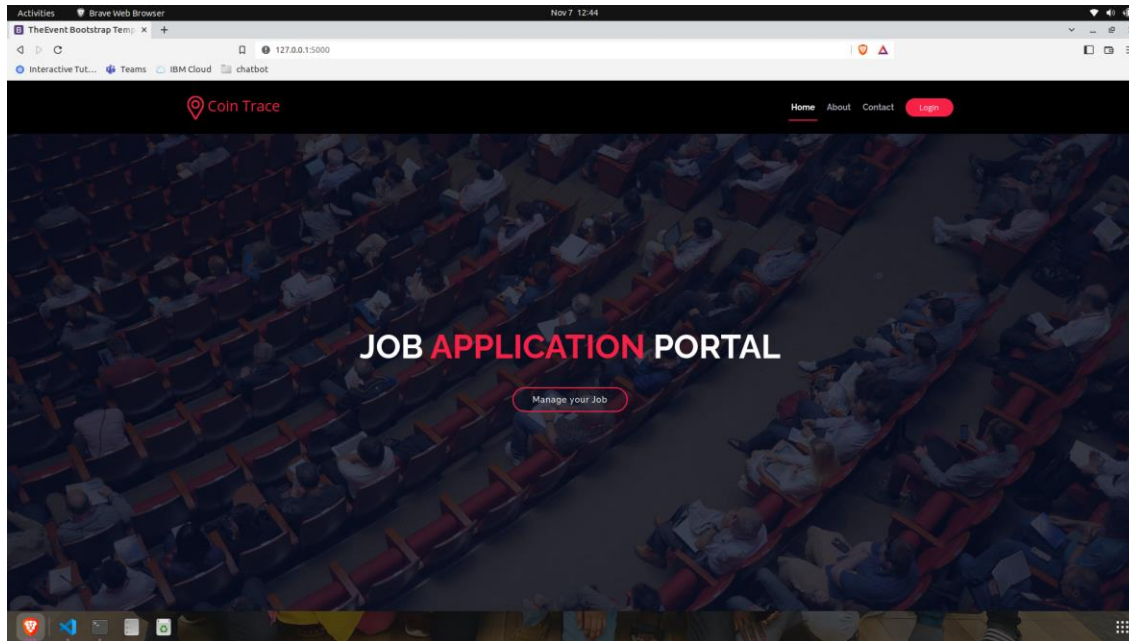 Activities Brave Web Browser Nov 7 12:44
TheEvent Bootstrap Temp
127.0.0.1:5000
Interactive Tut... Teams IBM Cloud chatbot
Coin Trace Home About Contact Login
JOB APPLICATION PORTAL
Manage your Job